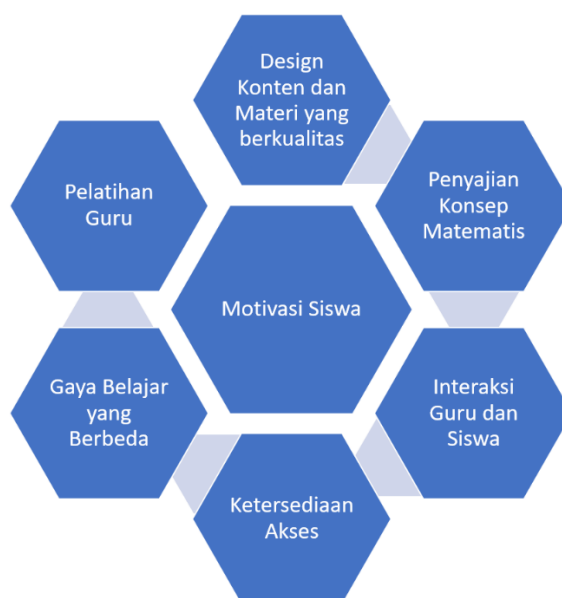 Design
Konten dan
Materi yang
berkualitas
Penyajian
Konsep
Matematis
Interaksi
Guru dan
Siswa
Ketersediaan
Akses
Gaya Belajar
yang
Berbeda
Pelatihan
Guru
Motivasi Siswa